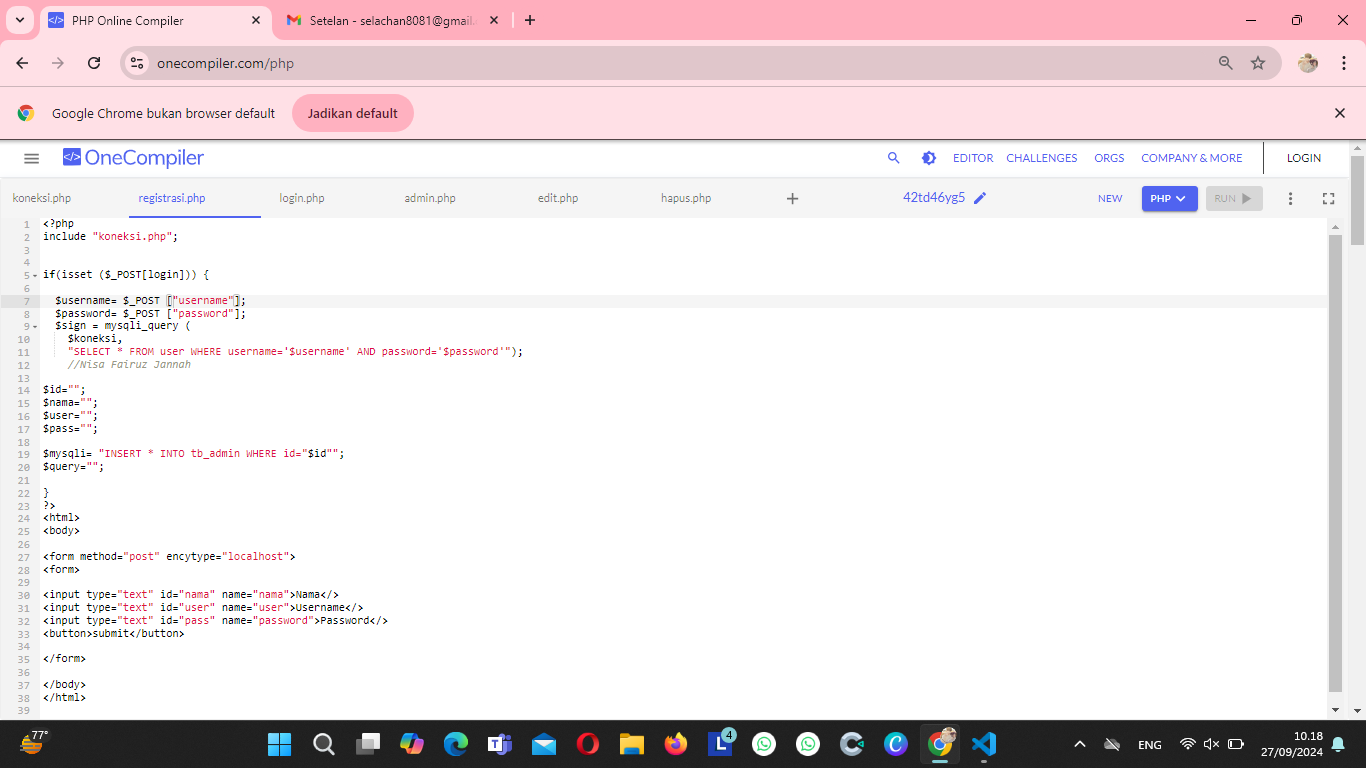 PHP Online Compiler
Setelan - selachan8081@gmail.
onecompiler.com/php
Google Chrome bukan browser default
Jadikan default
</> OneCompiler
EDITOR
CHALLENGES
ORGS
COMPANY & MORE
LOGIN
koneksi.php
registrasi.php
login.php
admin.php
edit.php
hapus.php
42td46yg5
NEW
PHP
RUN
1 <?php
2 include "koneksi.php";
3
4
5 if(isset ($_POST[login])) {
6
7 $username= $_POST ["username"];
8 $password= $_POST ["password"];
9 $sign = mysqli_query (
10 $koneksi,
11 "SELECT * FROM user WHERE username='$username' AND password='$password'");
12 //Nisa Fairuz Jannah
13
14 $id="";
15 $nama="";
16 $user="";
17 $pass="";
18
19 $mysqli= "INSERT * INTO tb_admin WHERE id="$id"";
20 $query="";
21
22 }
23 ?>
24 <html>
25 <body>
26
27 <form method="post" encytype="localhost">
28 <form>
29
30 <input type="text" id="nama" name="nama">Nama</>
31 <input type="text" id="user" name="user">Username</>
32 <input type="text" id="pass" name="password">Password</>
33 <button>submit</button>
34
35 </form>
36
37 </body>
38 </html>
39
77°
4
ENG
10.18
27/09/2024